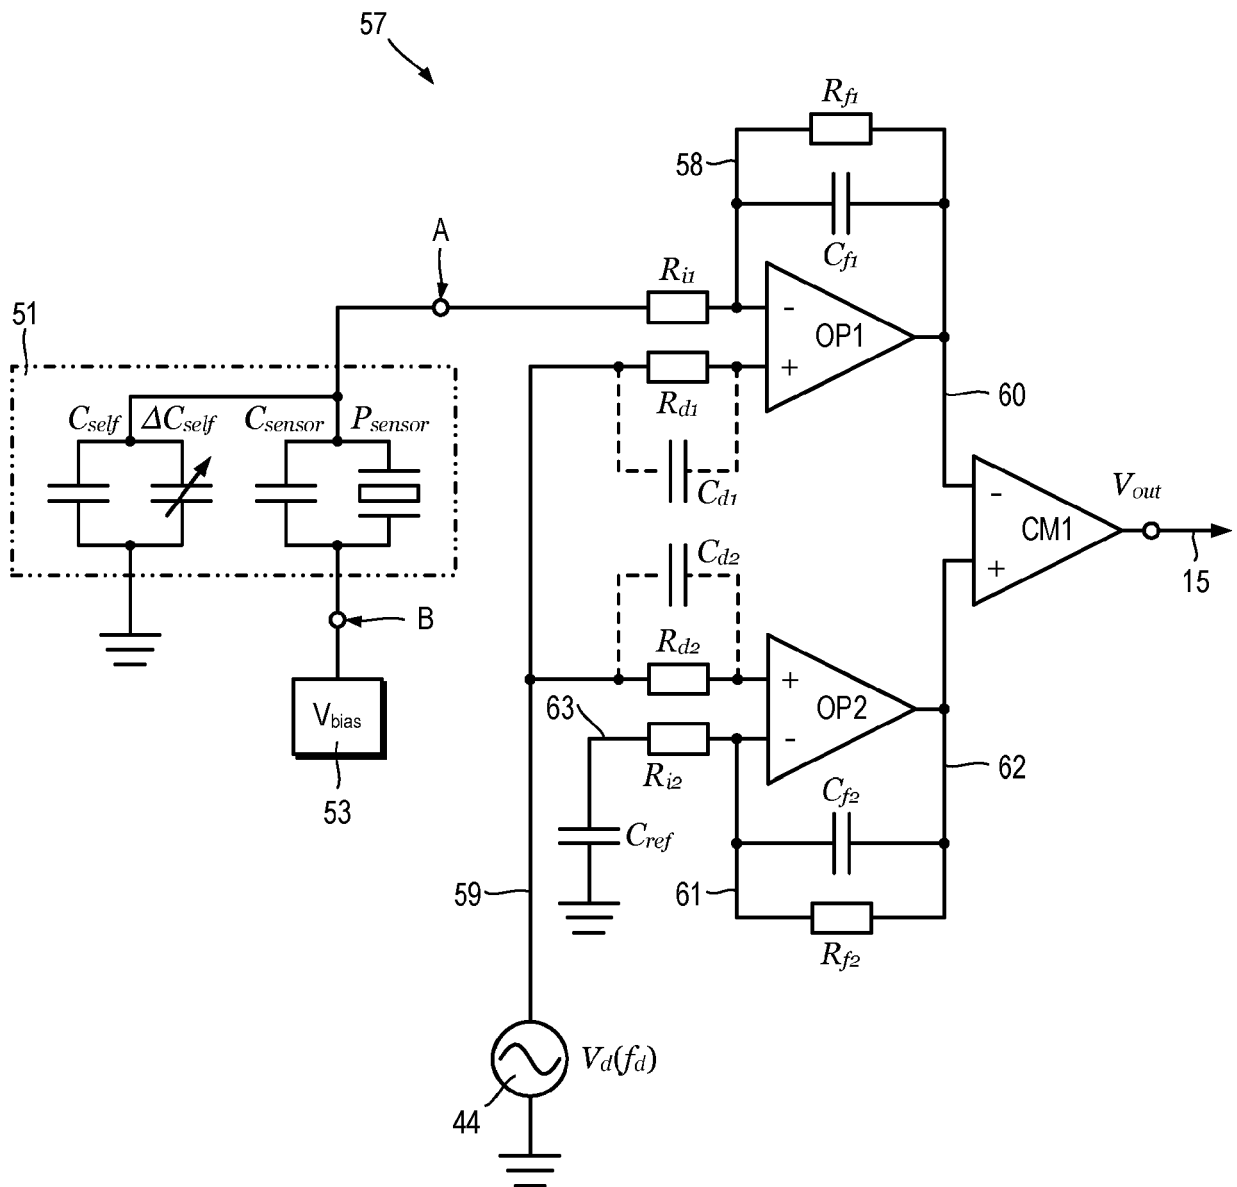 57
R_f1
58
C_f1
A
R_i1
-
OP1
+
R_d1
C_d1
60
51
C_self ΔC_self C_sensor P_sensor
V_out
-
CM1
+
15
C_d2
B
R_d2
+
OP2
-
63
R_i2
V_bias
53
C_f2
62
C_ref
59
61
R_f2
V_d(f_d)
44